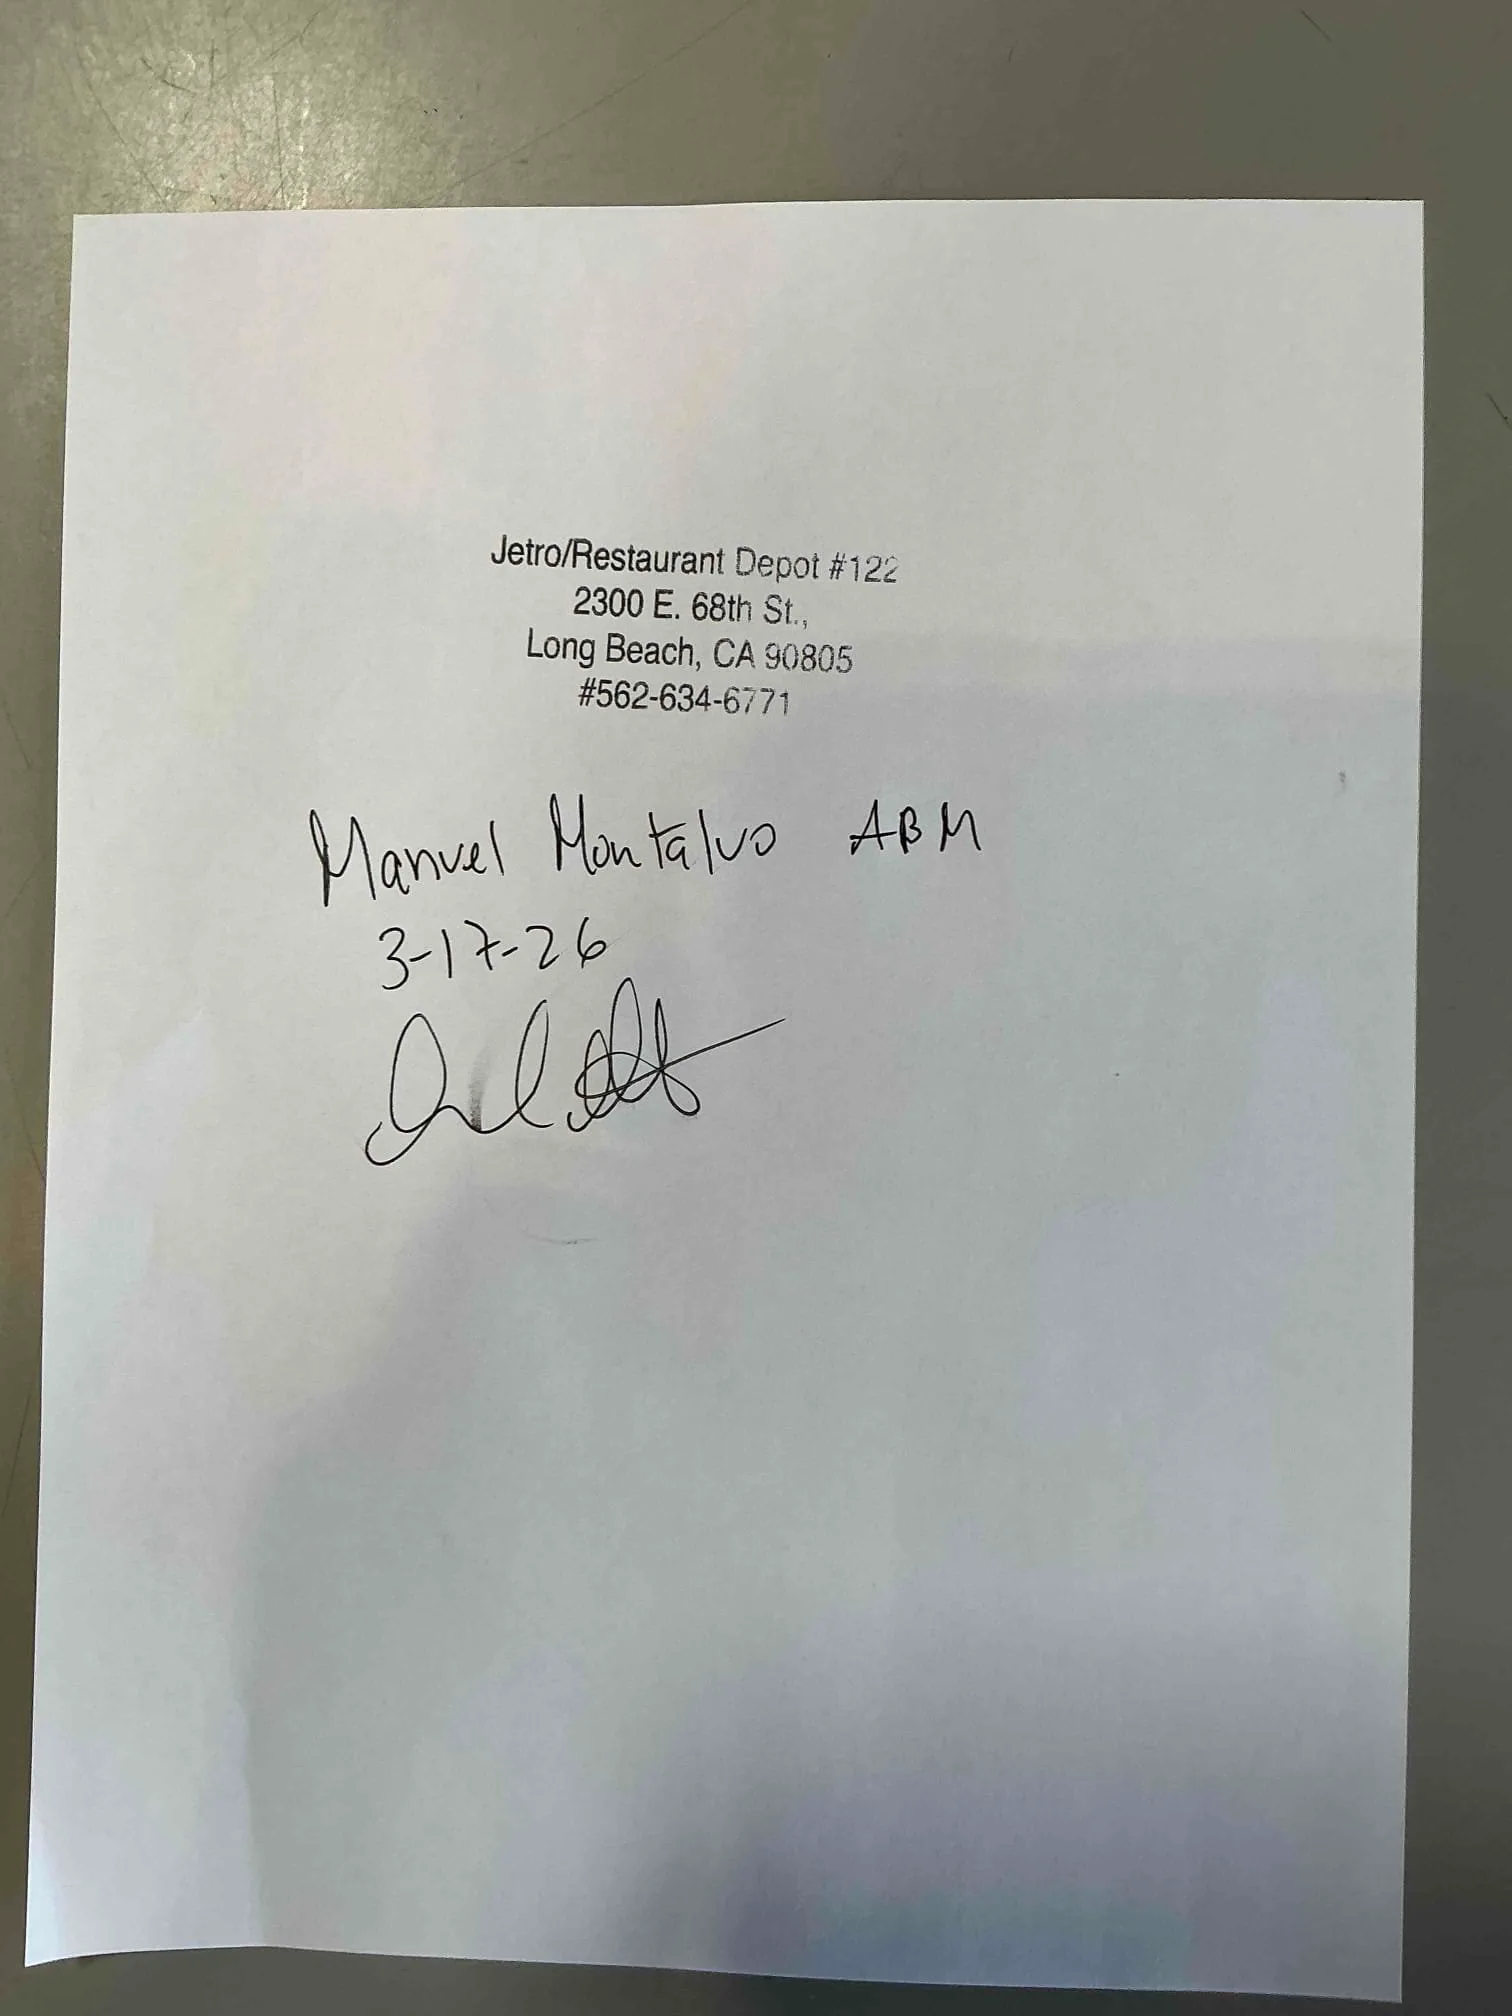 Jetro/Restaurant Depot #122
2300 E. 68th St.,
Long Beach, CA 90805
#562-634-6771
Manuel Montalvo ABM
3-17-26